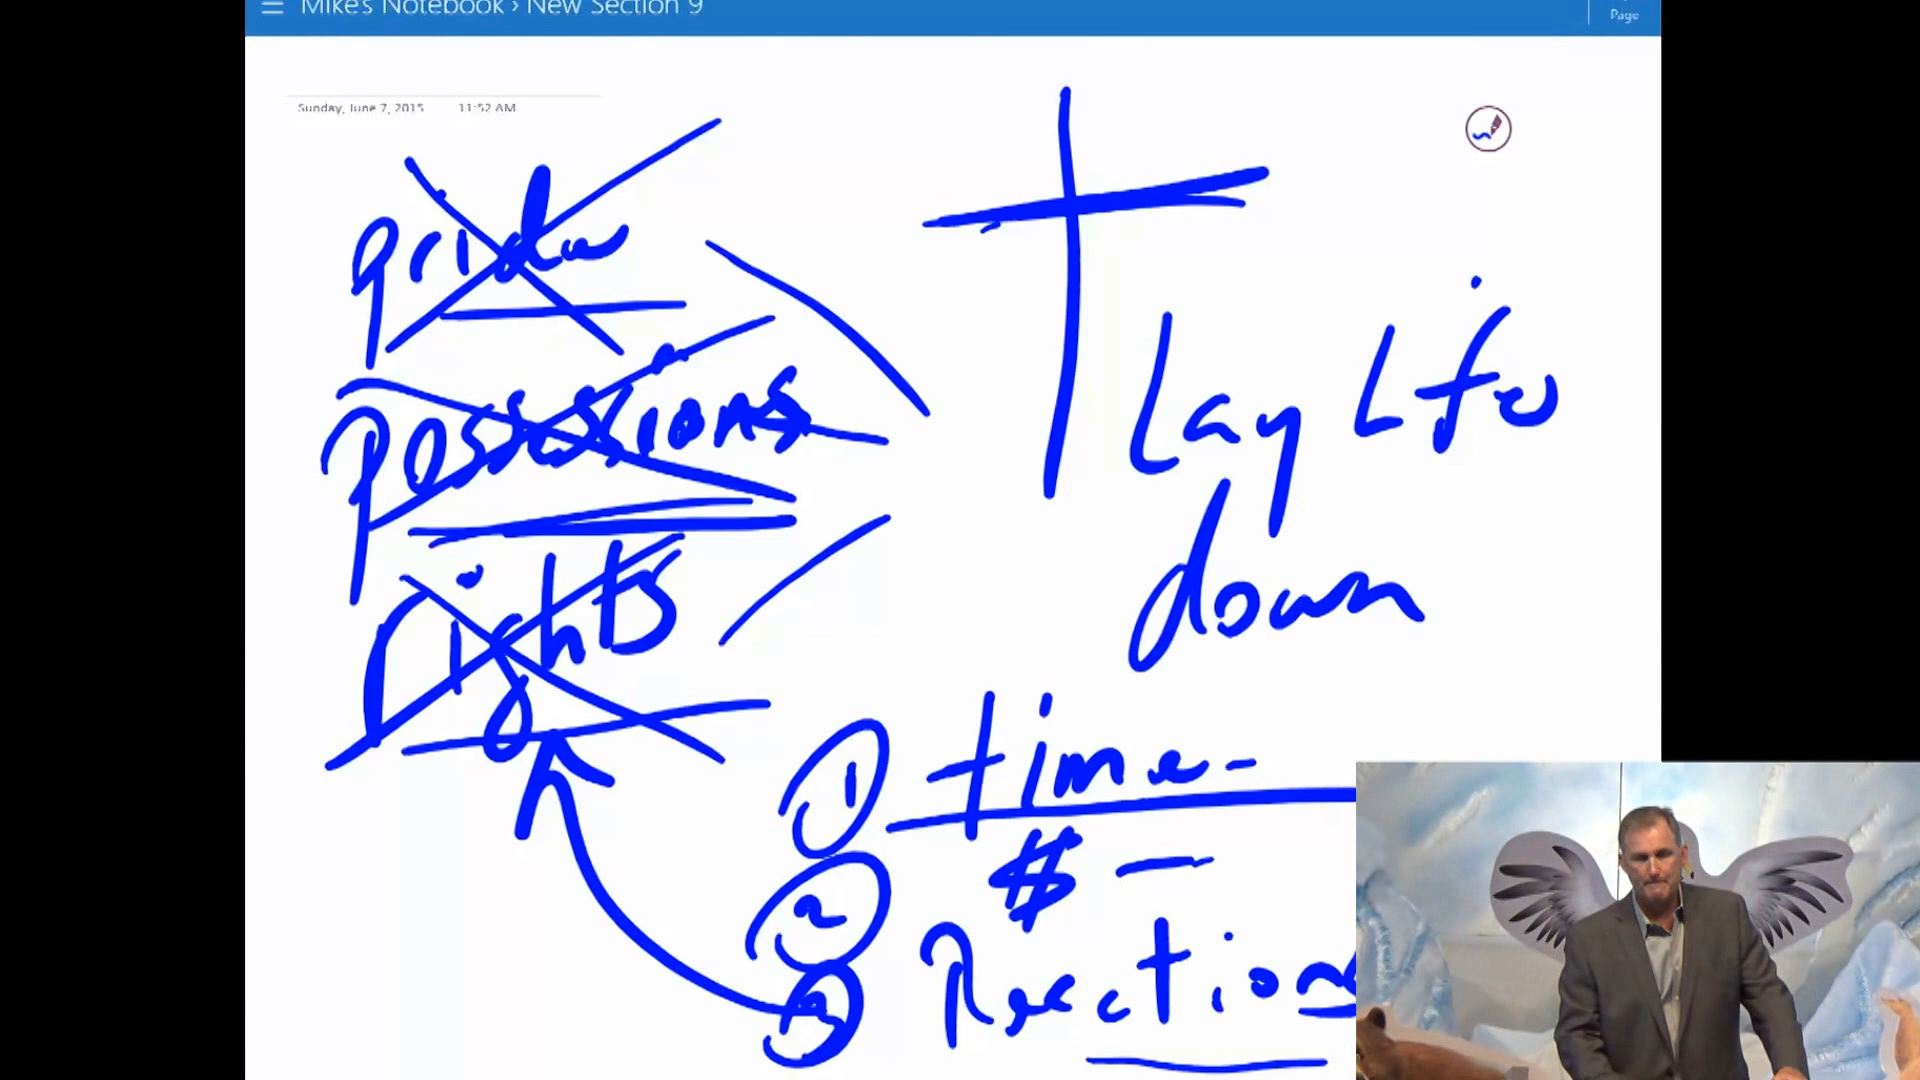 Mike's Notebook › New Section 9
Page
Sunday, June 7, 2015 11:52 AM
pride
possessions
rights
Lay Life
down
1 time-
2 $ -
3 Reactions